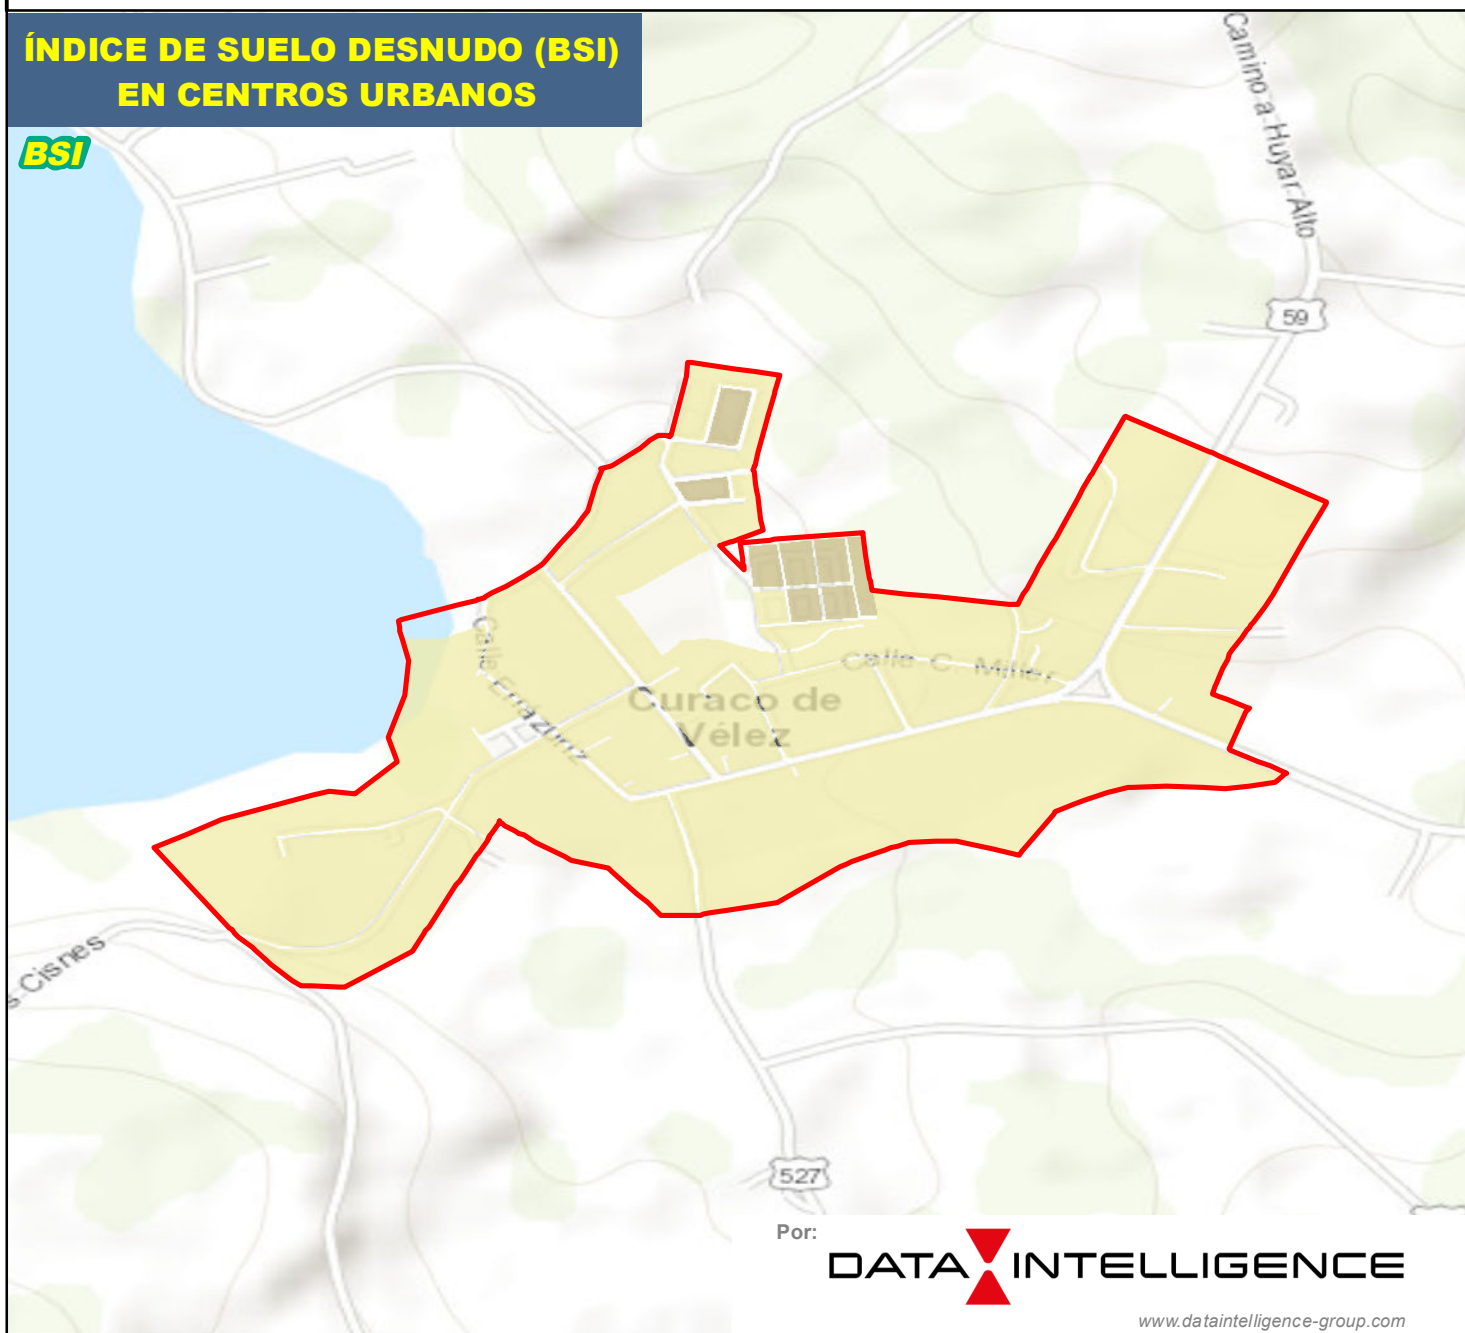 ÍNDICE DE SUELO DESNUDO (BSI)
EN CENTROS URBANOS
BSI
Camino a Huyar Alto
59
Calle Errázuriz
Calle C. Miller
Curaco de
Vélez
s Cisnes
527
Por:
DATA INTELLIGENCE
www.dataintelligence-group.com